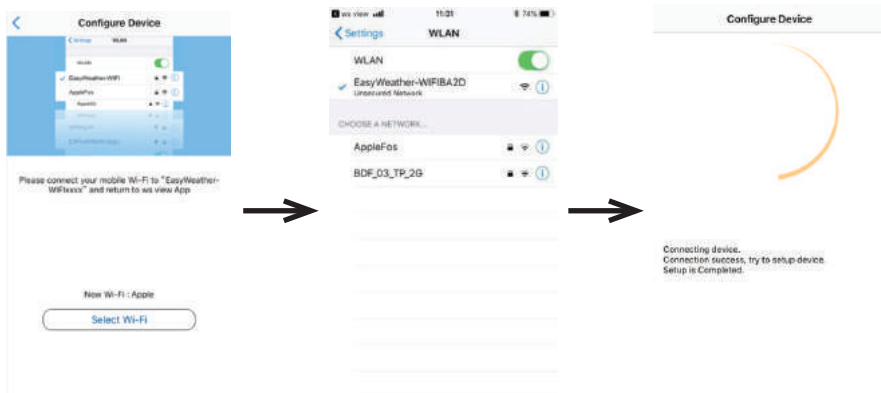 Configure Device
Settings WLAN
WLAN
EasyWeather-WIFI
AppleFos
Please connect your mobile Wi-Fi to "EasyWeather-
WIFIxxxx" and return to ws view App
Now Wi-Fi : Apple
Select Wi-Fi
ws view 11:01 74%
Settings WLAN
WLAN
EasyWeather-WIFIBA2D
Unsecured Network
CHOOSE A NETWORK...
AppleFos
BDF_03_TP_2G
Configure Device
Connecting device.
Connection success, try to setup device.
Setup is Completed.